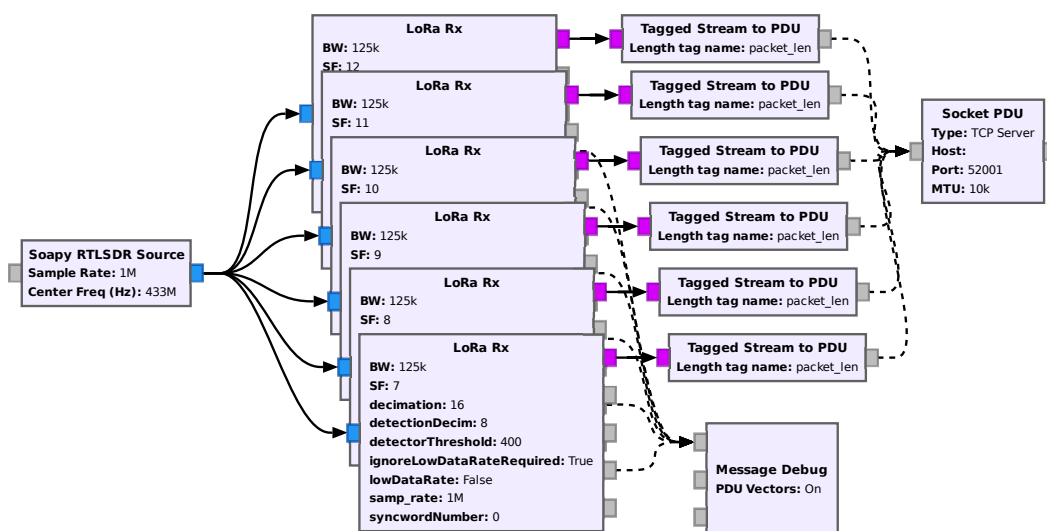 Soapy RTLSDR Source
Sample Rate: 1M
Center Freq (Hz): 433M
LoRa Rx
BW: 125k
SF: 12
LoRa Rx
BW: 125k
SF: 11
LoRa Rx
BW: 125k
SF: 10
LoRa Rx
BW: 125k
SF: 9
LoRa Rx
BW: 125k
SF: 8
LoRa Rx
BW: 125k
SF: 7
decimation: 16
detectionDecim: 8
detectorThreshold: 400
ignoreLowDataRateRequired: True
lowDataRate: False
samp_rate: 1M
syncwordNumber: 0
Tagged Stream to PDU
Length tag name: packet_len
Tagged Stream to PDU
Length tag name: packet_len
Tagged Stream to PDU
Length tag name: packet_len
Tagged Stream to PDU
Length tag name: packet_len
Tagged Stream to PDU
Length tag name: packet_len
Tagged Stream to PDU
Length tag name: packet_len
Socket PDU
Type: TCP Server
Host:
Port: 52001
MTU: 10k
Message Debug
PDU Vectors: On